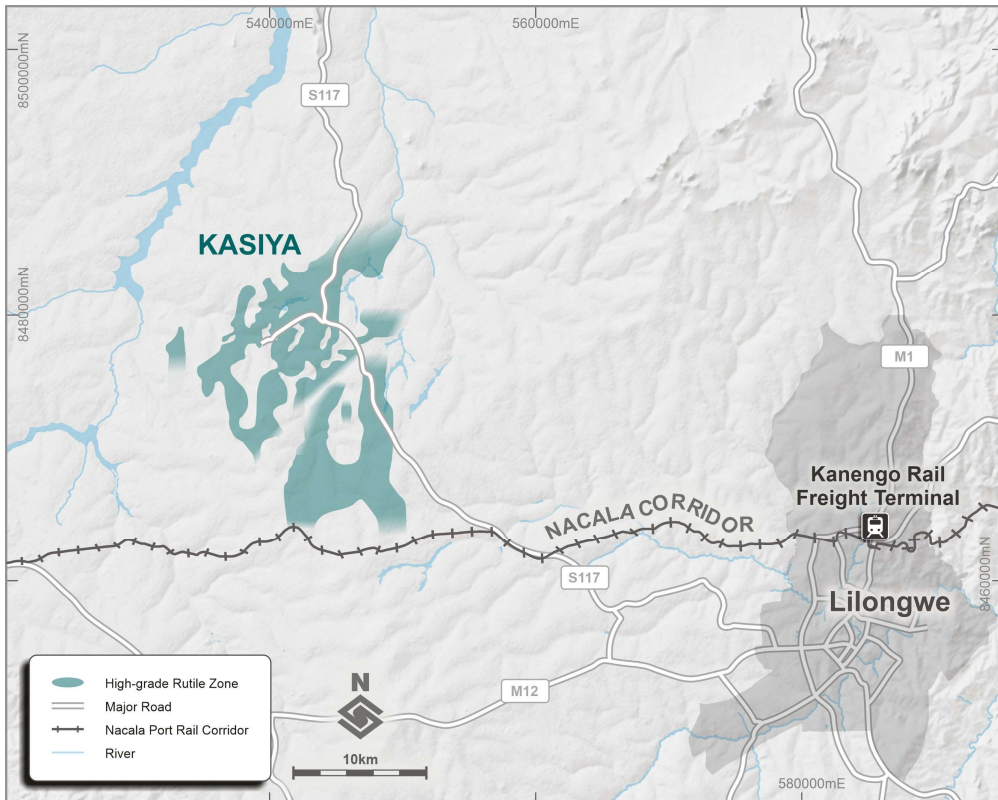 540000mE
560000mE
8500000mN
S117
KASIYA
8480000mN
M1
Kanengo Rail
Freight Terminal
NACALA CORRIDOR
S117
8460000mN
Lilongwe
M12
High-grade Rutile Zone
Major Road
Nacala Port Rail Corridor
River
N
10km
580000mE